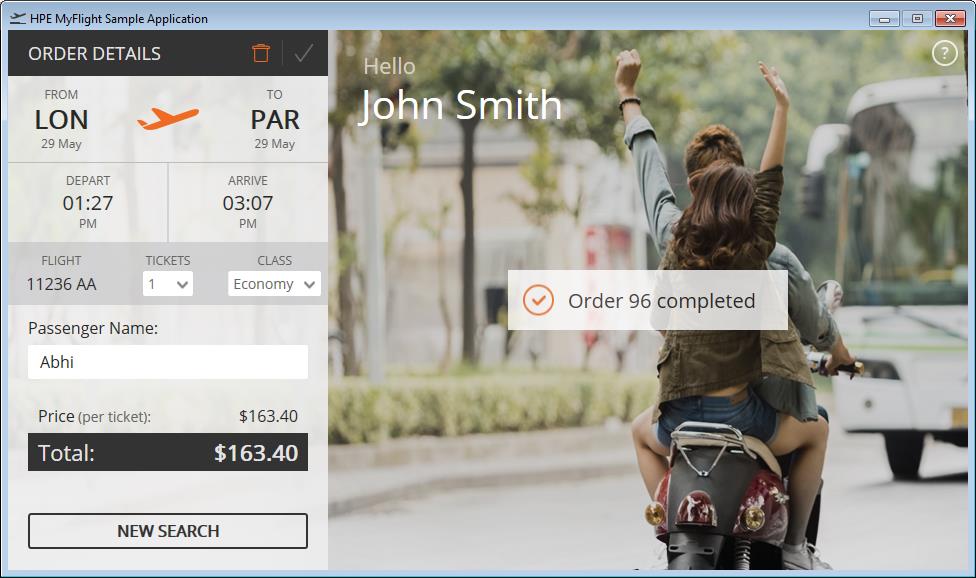 HPE MyFlight Sample Application
ORDER DETAILS
FROM
LON
29 May
TO
PAR
29 May
DEPART
01:27
PM
ARRIVE
03:07
PM
FLIGHT
11236 AA
TICKETS
1
CLASS
Economy
Passenger Name:
Abhi
Price (per ticket): $163.40
Total: $163.40
NEW SEARCH
Hello
John Smith
?
Order 96 completed